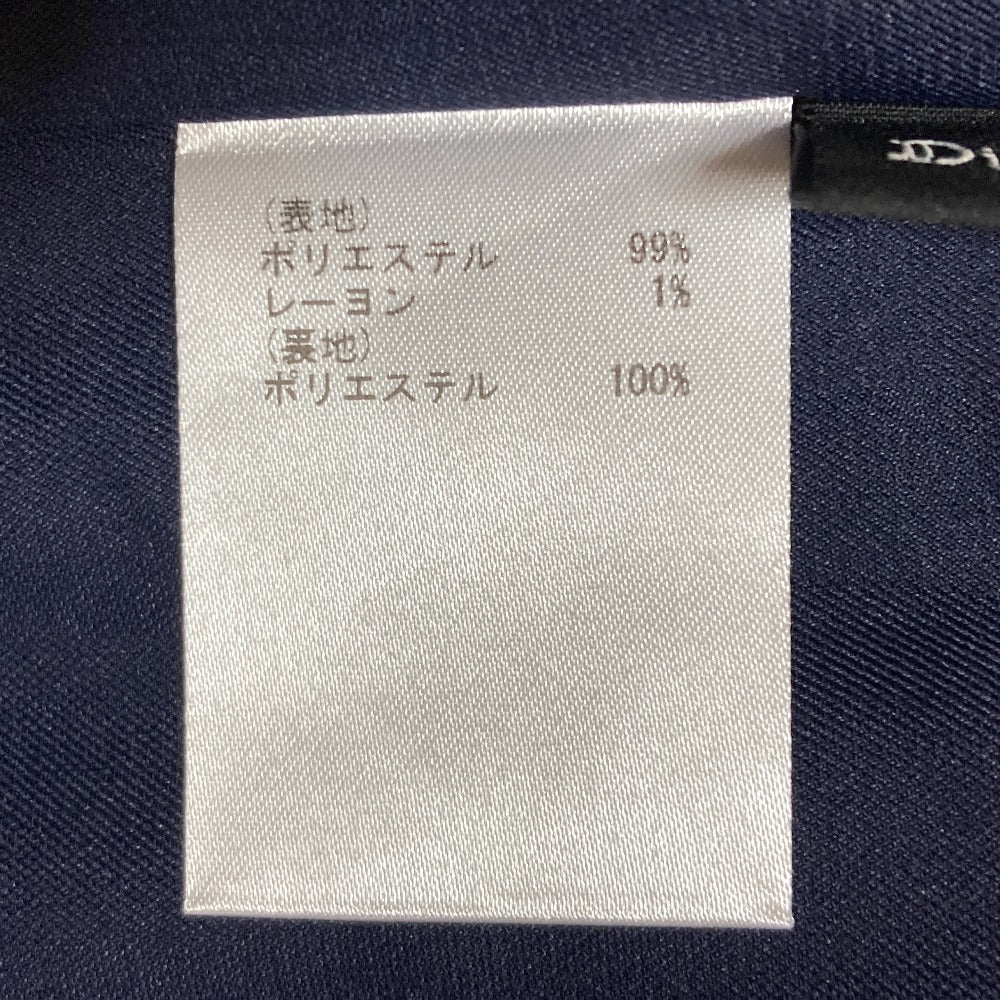 (表地)
ポリエステル 99%
レーヨン 1%
(裏地)
ポリエステル 100%